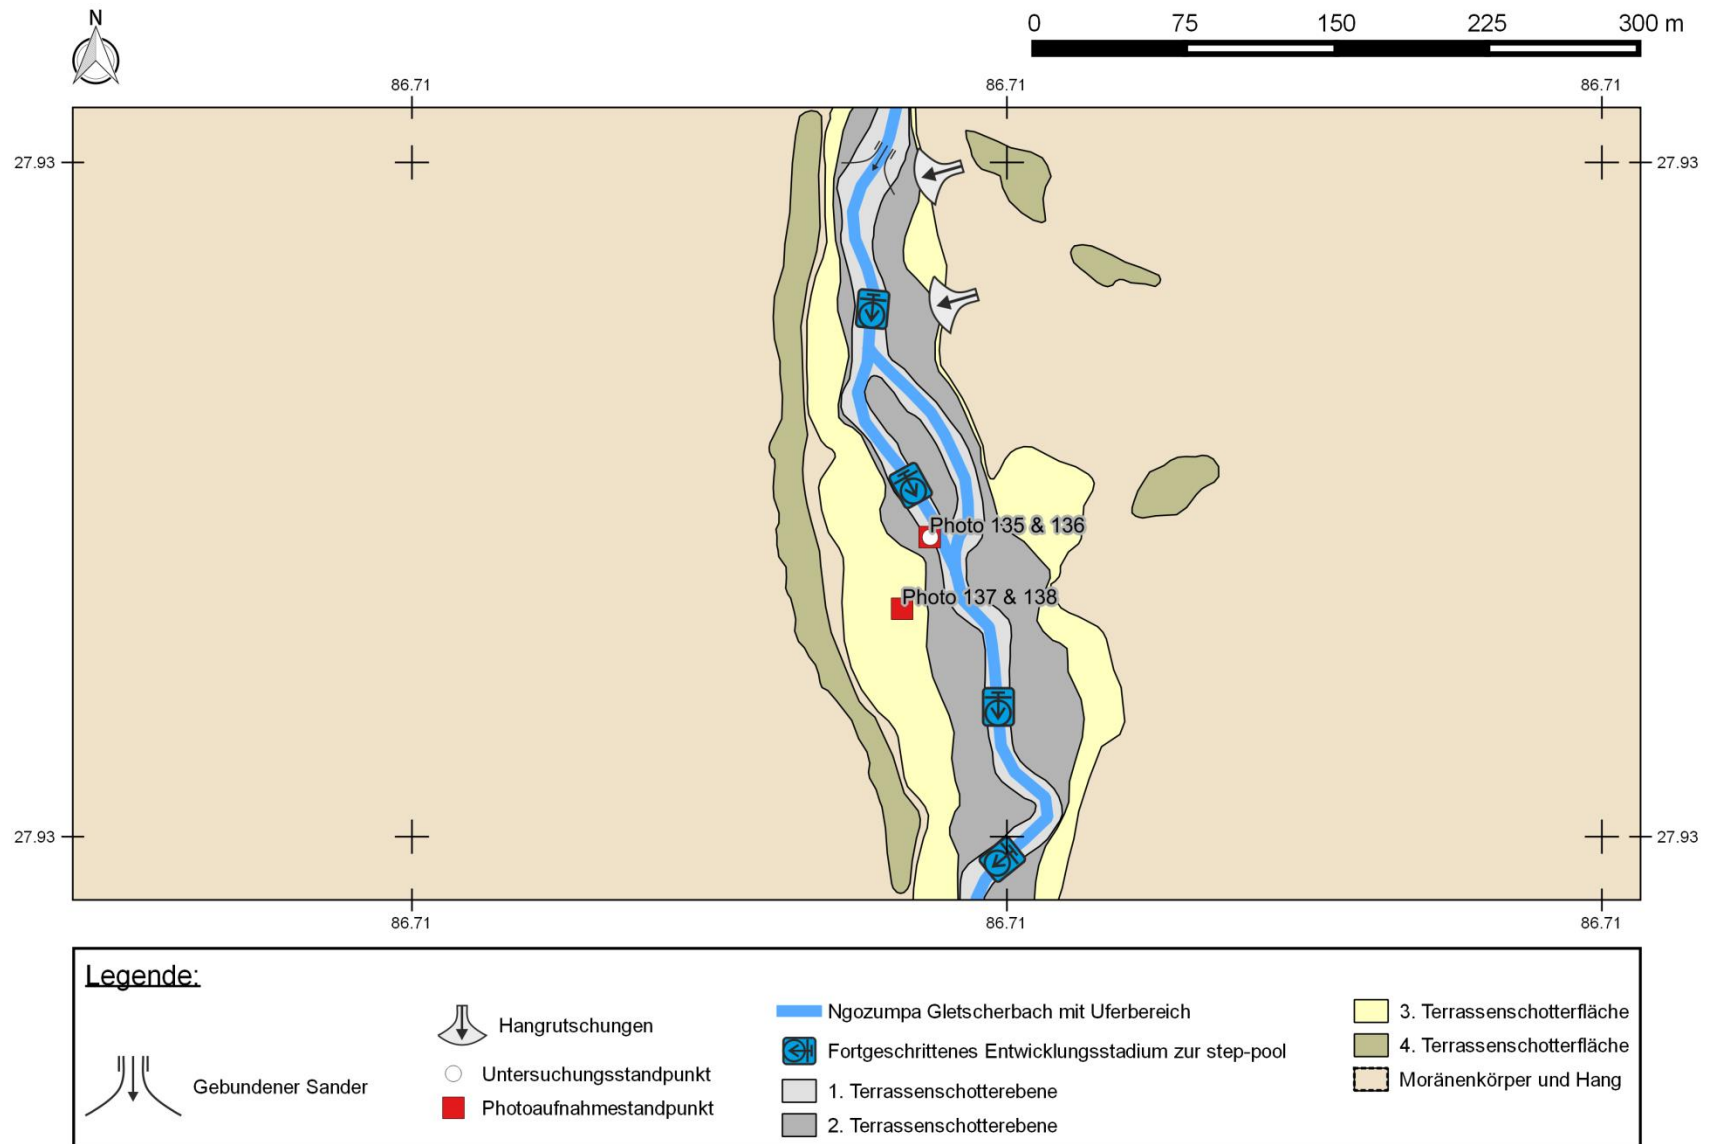 N
0 75 150 225 300 m
86.71 86.71 86.71
27.93 27.93
Photo 135 & 136
Photo 137 & 138
27.93 27.93
86.71 86.71 86.71
Legende:
Gebundener Sander
Hangrutschungen
Untersuchungsstandpunkt
Photoaufnahmestandpunkt
Ngozumpa Gletscherbach mit Uferbereich
Fortgeschrittenes Entwicklungsstadium zur step-pool
1. Terrassenschotterebene
2. Terrassenschotterebene
3. Terrassenschotterfläche
4. Terrassenschotterfläche
Moränenkörper und Hang